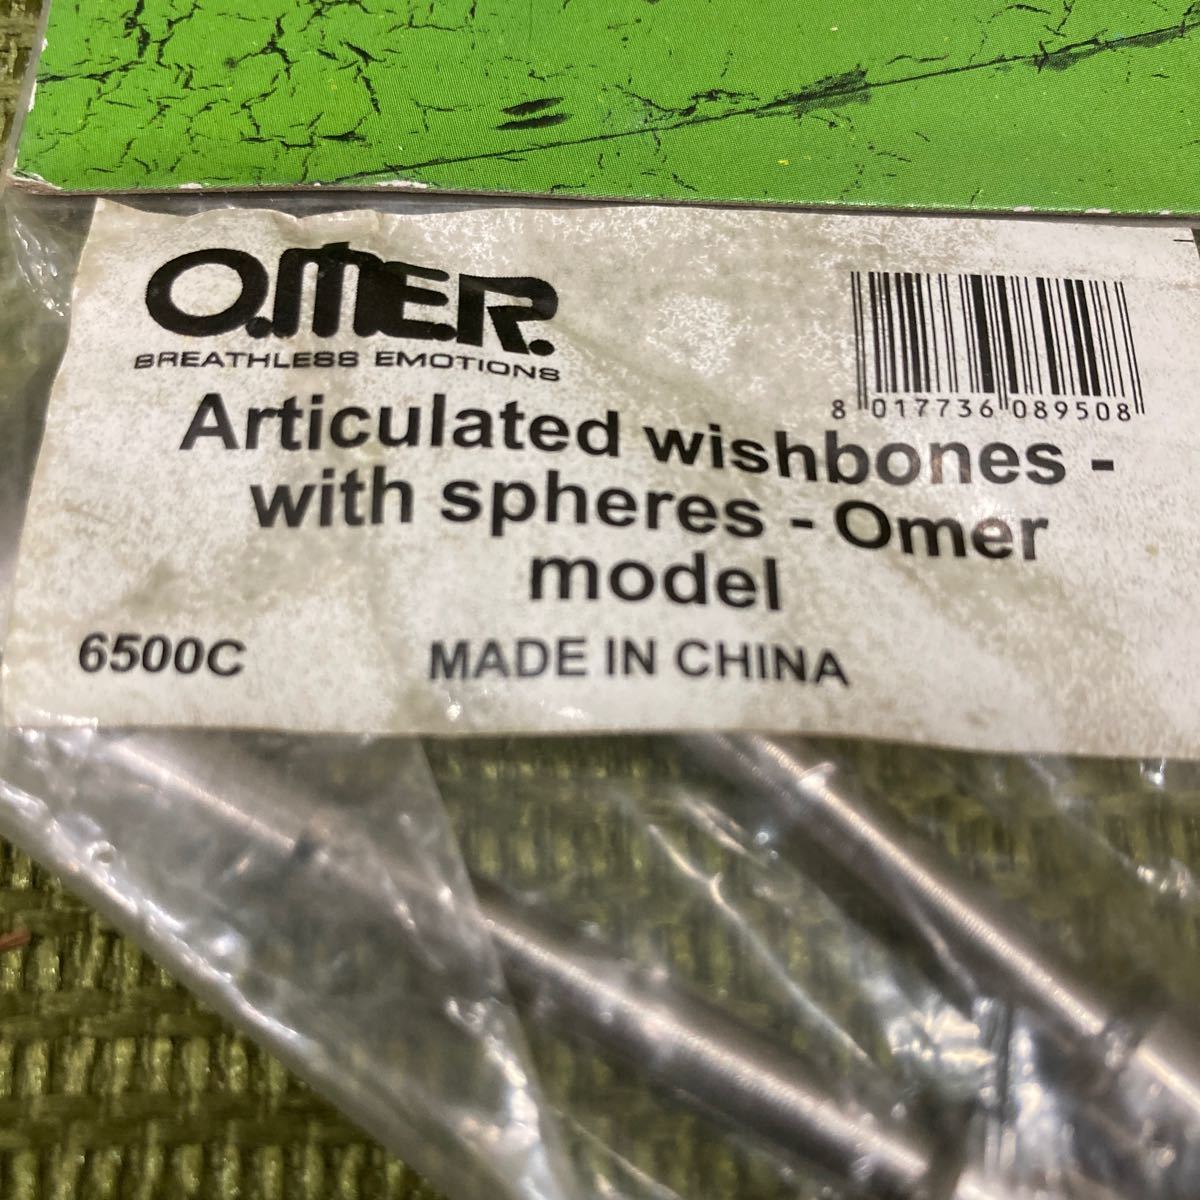 O.ME.R.
BREATHLESS EMOTIONS
8 017736 089508
Articulated wishbones -
with spheres - Omer
model
6500C MADE IN CHINA